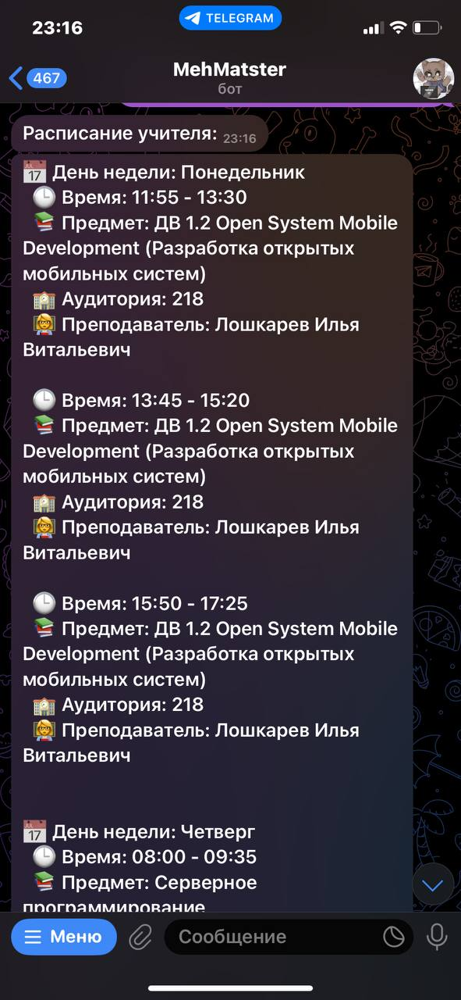 23:16
TELEGRAM
467
MehMatster
бот
Расписание учителя: 23:16
JUL 17 День недели: Понедельник
Время: 11:55 - 13:30
Предмет: ДВ 1.2 Open System Mobile
Development (Разработка открытых
мобильных систем)
Аудитория: 218
Преподаватель: Лошкарев Илья
Витальевич
Время: 13:45 - 15:20
Предмет: ДВ 1.2 Open System Mobile
Development (Разработка открытых
мобильных систем)
Аудитория: 218
Преподаватель: Лошкарев Илья
Витальевич
Время: 15:50 - 17:25
Предмет: ДВ 1.2 Open System Mobile
Development (Разработка открытых
мобильных систем)
Аудитория: 218
Преподаватель: Лошкарев Илья
Витальевич
JUL 17 День недели: Четверг
Время: 08:00 - 09:35
Предмет: Серверное
программирование
Меню
Сообщение